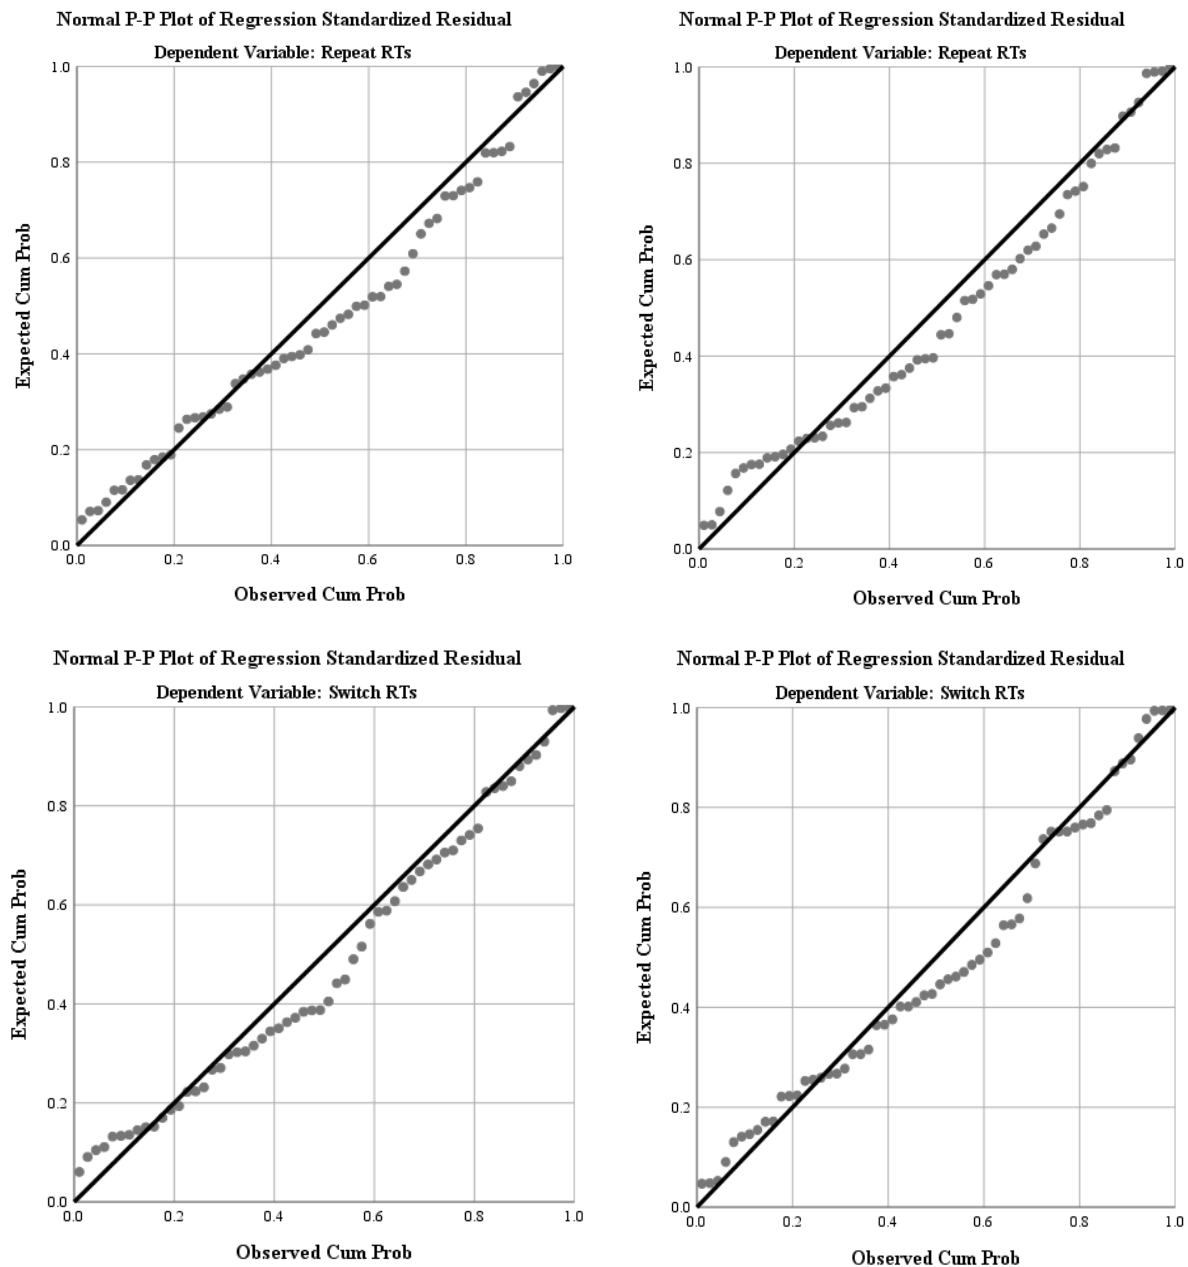 Normal P-P Plot of Regression Standardized Residual
Dependent Variable: Repeat RTs
1.0
0.8
0.6
0.4
0.2
0.0
Expected Cum Prob
0.0 0.2 0.4 0.6 0.8 1.0
Observed Cum Prob
Normal P-P Plot of Regression Standardized Residual
Dependent Variable: Repeat RTs
1.0
0.8
0.6
0.4
0.2
0.0
Expected Cum Prob
0.0 0.2 0.4 0.6 0.8 1.0
Observed Cum Prob
Normal P-P Plot of Regression Standardized Residual
Dependent Variable: Switch RTs
1.0
0.8
0.6
0.4
0.2
0.0
Expected Cum Prob
0.0 0.2 0.4 0.6 0.8 1.0
Observed Cum Prob
Normal P-P Plot of Regression Standardized Residual
Dependent Variable: Switch RTs
1.0
0.8
0.6
0.4
0.2
0.0
Expected Cum Prob
0.0 0.2 0.4 0.6 0.8 1.0
Observed Cum Prob